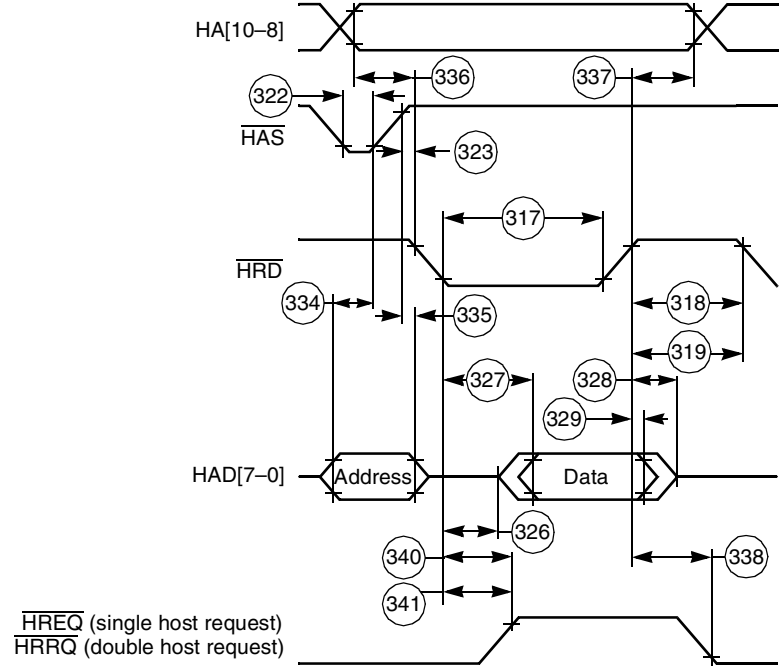 HA[10–8]
336
337
322
HAS
323
317
HRD
334
335
318
319
327
328
329
HAD[7–0]
Address
Data
326
340
338
341
HREQ (single host request)
HRRQ (double host request)